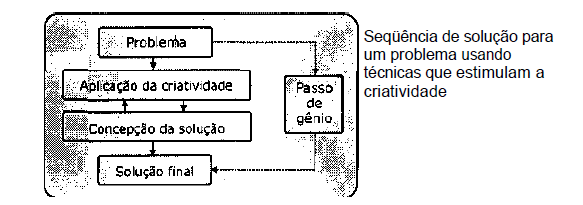 Problema
Aplicação da criatividade
Concepção da solução
Solução final
Passo
de
gênio
Seqüência de solução para
um problema usando
técnicas que estimulam a
criatividade